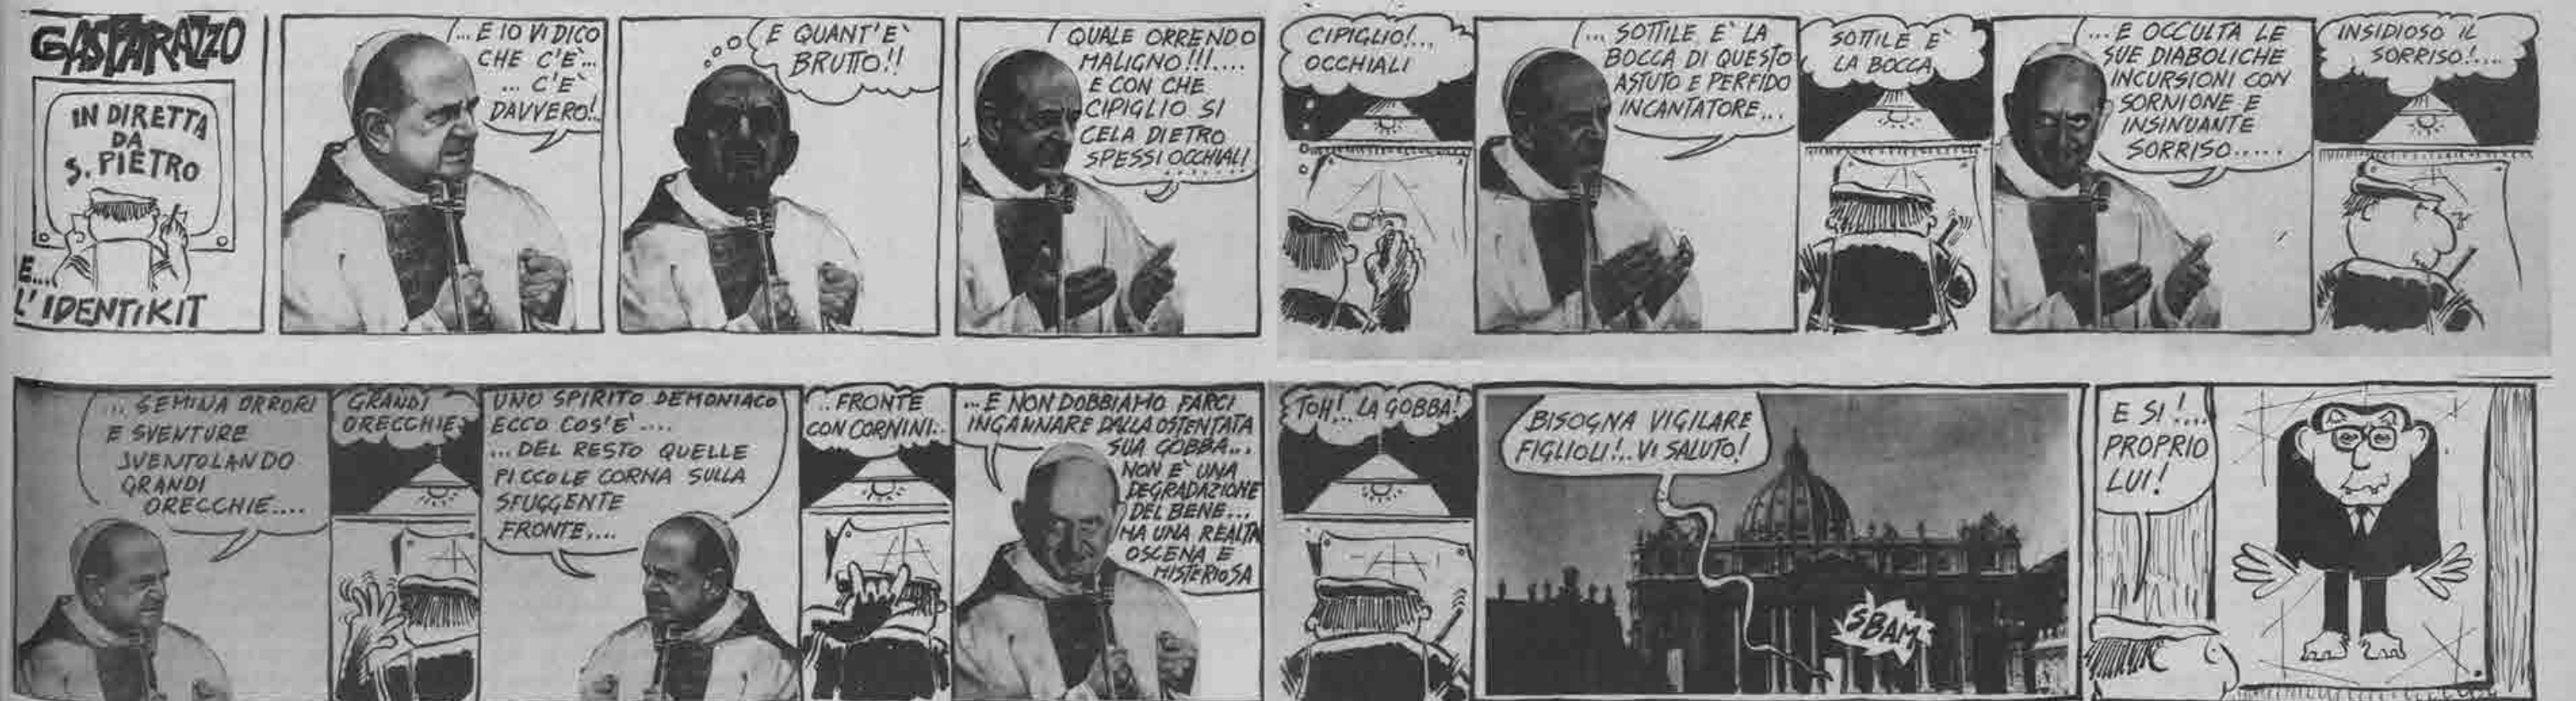 GASPARAZZO
IN DIRETTA
DA
S. PIETRO
E....
L'IDENTIKIT
... E IO VI DICO
CHE C'E`...
... C'E`
DAVVERO!..
E QUANT'E`
BRUTTO!!
QUALE ORRENDO
MALIGNO!!!....
E CON CHE
CIPIGLIO SI
CELA DIETRO
SPESSI OCCHIALI
.......
CIPIGLIO!...
OCCHIALI
... SOTTILE E` LA
BOCCA DI QUESTO
ASTUTO E PERFIDO
INCANTATORE...
SOTTILE E`
LA BOCCA
... E OCCULTA LE
SUE DIABOLICHE
INCURSIONI CON
SORNIONE E
INSINUANTE
SORRISO.....
INSIDIOSO IL
SORRISO!....
... SEMINA ORRORI
E SVENTURE
SVENTOLANDO
GRANDI
ORECCHIE....
GRANDI
ORECCHIE
UNO SPIRITO DEMONIACO
ECCO COS'E`....
... DEL RESTO QUELLE
PICCOLE CORNA SULLA
SFUGGENTE
FRONTE....
.. FRONTE
CON CORNINI..
... E NON DOBBIAMO FARCI
INGANNARE DALLA OSTENTATA
SUA GOBBA...
NON E` UNA
DEGRADAZIONE
DEL BENE...
MA UNA REALTA
OSCENA E
MISTERIOSA
TOH!.. LA GOBBA!
BISOGNA VIGILARE
FIGLIOLI!.. VI SALUTO!
SBAM
E SI!....
PROPRIO
LUI!